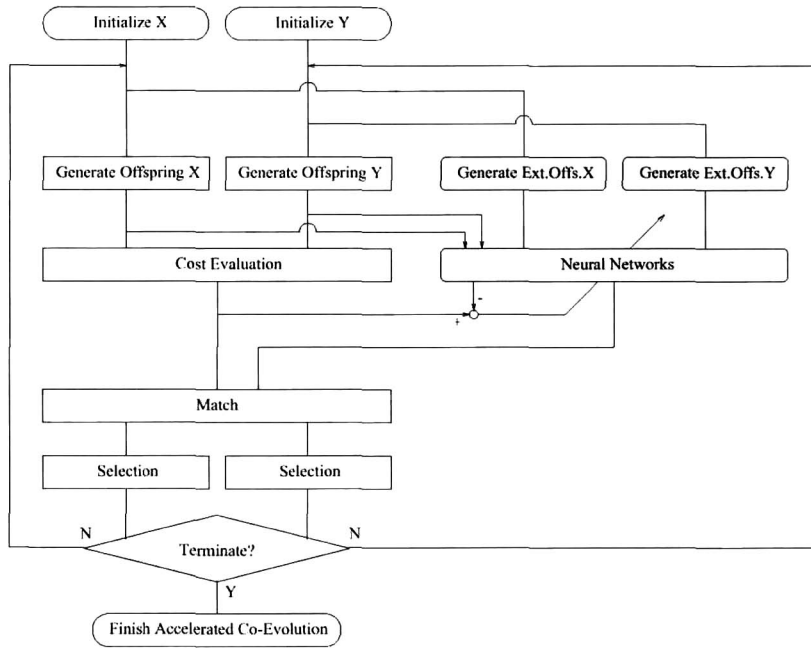 Initialize X
Initialize Y
Generate Offspring X
Generate Offspring Y
Generate Ext.Offs.X
Generate Ext.Offs.Y
Cost Evaluation
Neural Networks
-
+
Match
Selection
Selection
N
Terminate?
N
Y
Finish Accelerated Co-Evolution